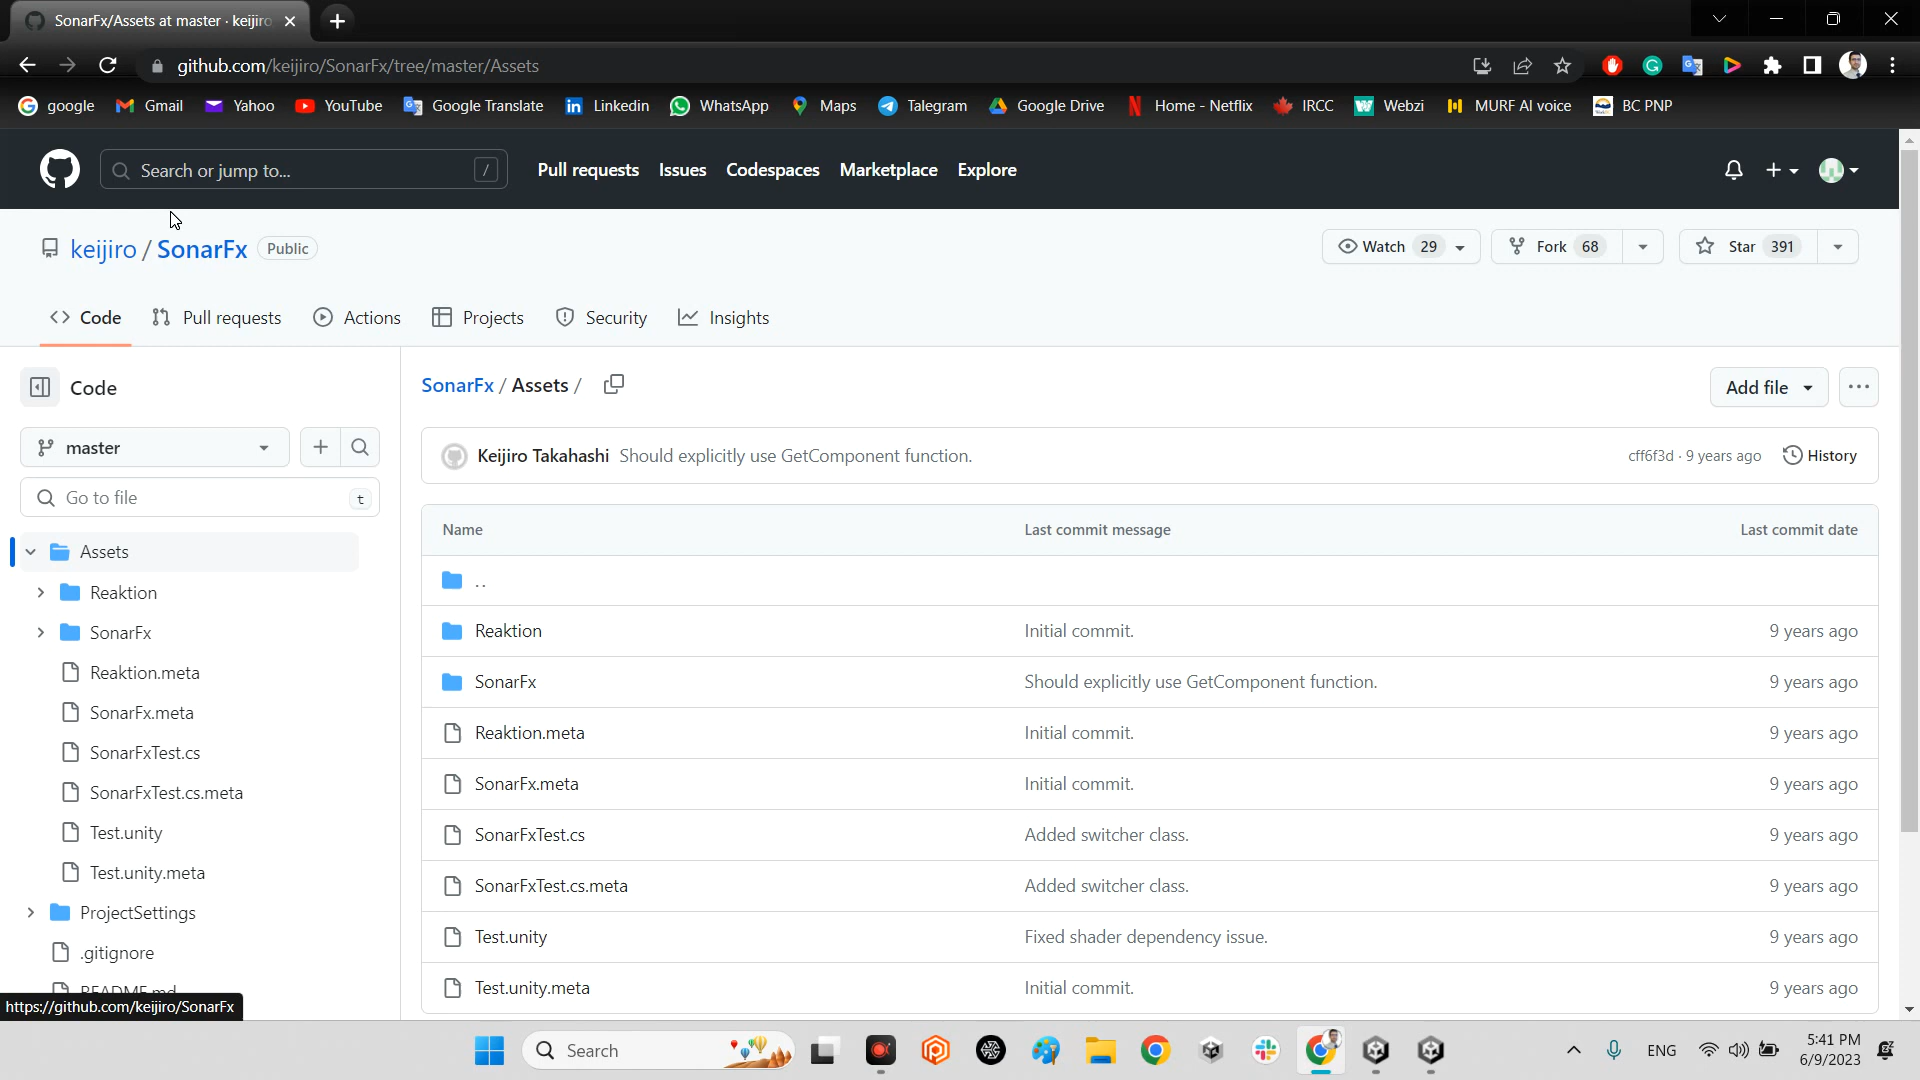 SonarFx/Assets at master · keijiro
github.com/keijiro/SonarFx/tree/master/Assets
google Gmail Yahoo YouTube Google Translate Linkedin WhatsApp Maps Telegram Google Drive Home - Netflix IRCC Webzi MURF AI voice BC PNP
Search or jump to... / Pull requests Issues Codespaces Marketplace Explore
keijiro / SonarFx Public Watch 29 Fork 68 Star 391
Code Pull requests Actions Projects Security Insights
Code SonarFx / Assets / Add file
master
Keijiro Takahashi Should explicitly use GetComponent function. cff6f3d · 9 years ago History
Go to file t
Name Last commit message Last commit date
Assets
..
Reaktion
SonarFx
Reaktion.meta
SonarFx.meta
SonarFxTest.cs
SonarFxTest.cs.meta
Test.unity
Test.unity.meta
ProjectSettings
.gitignore
README.md
Reaktion Initial commit. 9 years ago
SonarFx Should explicitly use GetComponent function. 9 years ago
Reaktion.meta Initial commit. 9 years ago
SonarFx.meta Initial commit. 9 years ago
SonarFxTest.cs Added switcher class. 9 years ago
SonarFxTest.cs.meta Added switcher class. 9 years ago
Test.unity Fixed shader dependency issue. 9 years ago
Test.unity.meta Initial commit. 9 years ago
https://github.com/keijiro/SonarFx
Search ENG 5:41 PM
6/9/2023